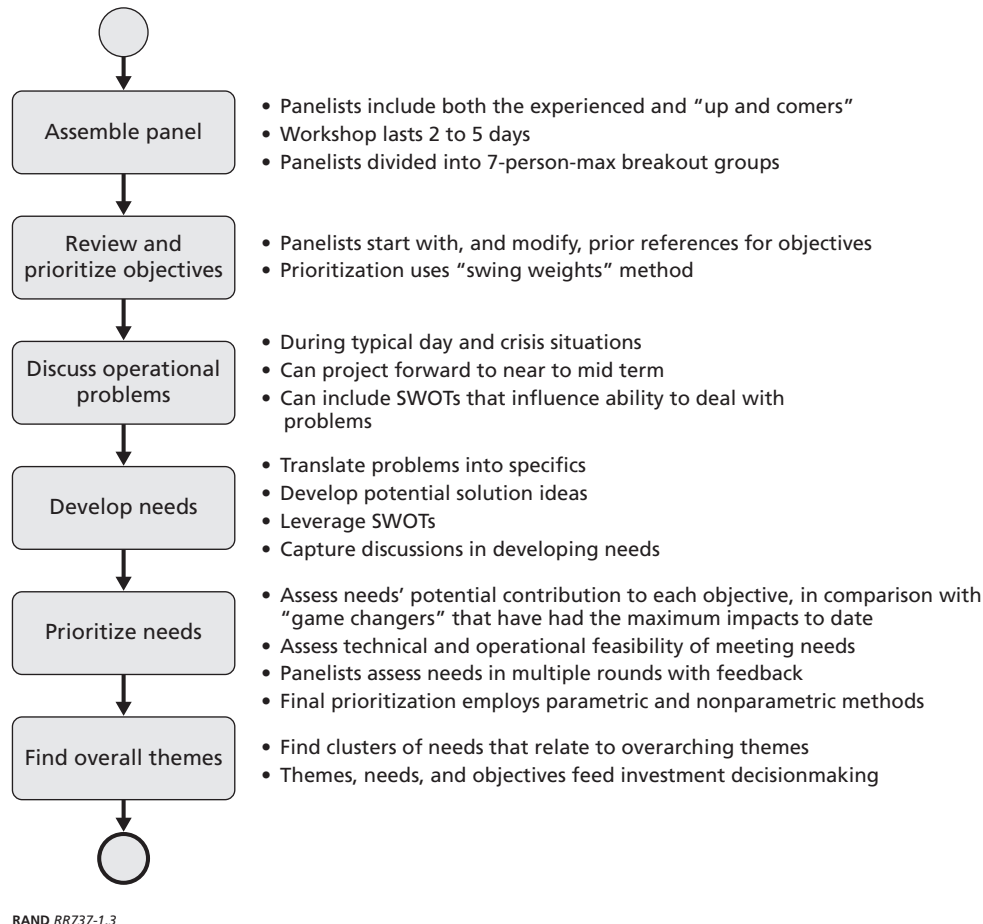 Assemble panel
• Panelists include both the experienced and “up and comers”
• Workshop lasts 2 to 5 days
• Panelists divided into 7-person-max breakout groups
Review and
prioritize objectives
• Panelists start with, and modify, prior references for objectives
• Prioritization uses “swing weights” method
Discuss operational
problems
• During typical day and crisis situations
• Can project forward to near to mid term
• Can include SWOTs that influence ability to deal with
problems
Develop needs
• Translate problems into specifics
• Develop potential solution ideas
• Leverage SWOTs
• Capture discussions in developing needs
Prioritize needs
• Assess needs’ potential contribution to each objective, in comparison with
“game changers” that have had the maximum impacts to date
• Assess technical and operational feasibility of meeting needs
• Panelists assess needs in multiple rounds with feedback
• Final prioritization employs parametric and nonparametric methods
Find overall themes
• Find clusters of needs that relate to overarching themes
• Themes, needs, and objectives feed investment decisionmaking
RAND RR737-1.3